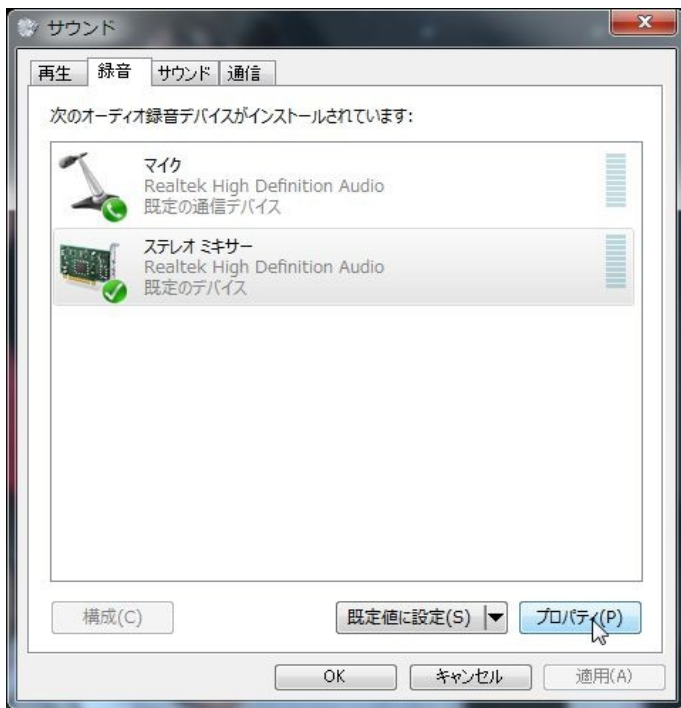 サウンド
再生 録音 サウンド 通信
次のオーディオ録音デバイスがインストールされています:
マイク
Realtek High Definition Audio
既定の通信デバイス
ステレオ ミキサー
Realtek High Definition Audio
既定のデバイス
構成(C) 既定値に設定(S) プロパティ(P)
OK キャンセル 適用(A)